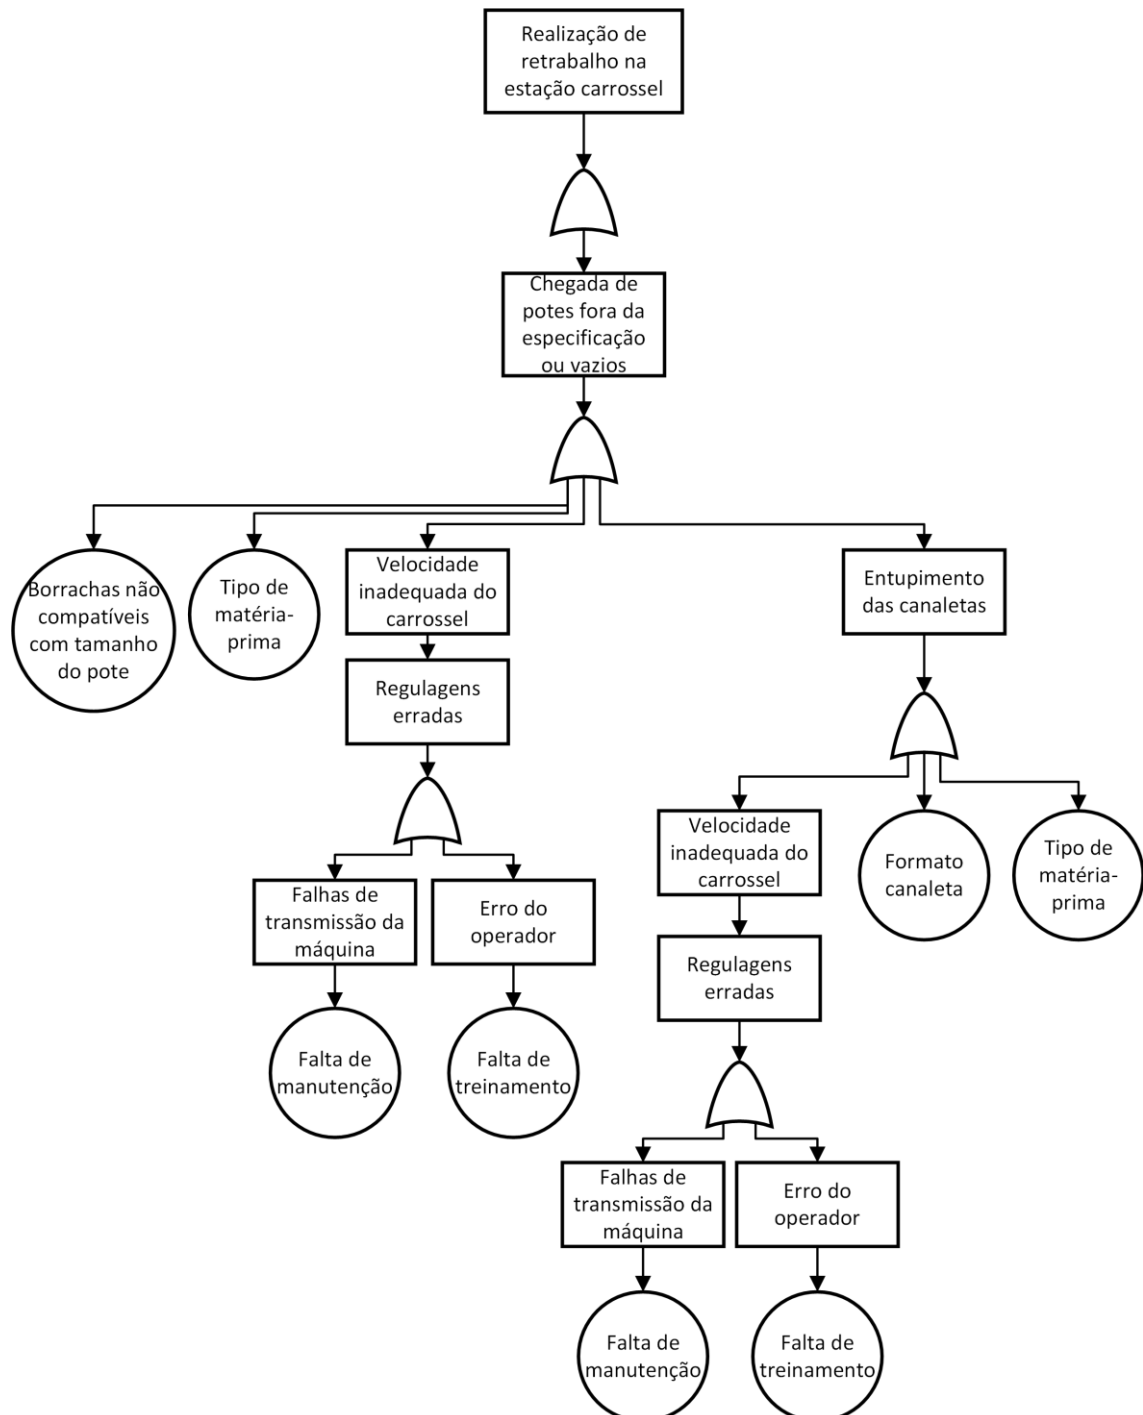 Realização de
retrabalho na
estação carrossel
Chegada de
potes fora da
especificação
ou vazios
Borrachas não
compatíveis
com tamanho
do pote
Tipo de
matéria-
prima
Velocidade
inadequada do
carrossel
Entupimento
das canaletas
Regulagens
erradas
Velocidade
inadequada do
carrossel
Formato
canaleta
Tipo de
matéria-
prima
Falhas de
transmissão da
máquina
Erro do
operador
Regulagens
erradas
Falta de
manutenção
Falta de
treinamento
Falhas de
transmissão da
máquina
Erro do
operador
Falta de
manutenção
Falta de
treinamento